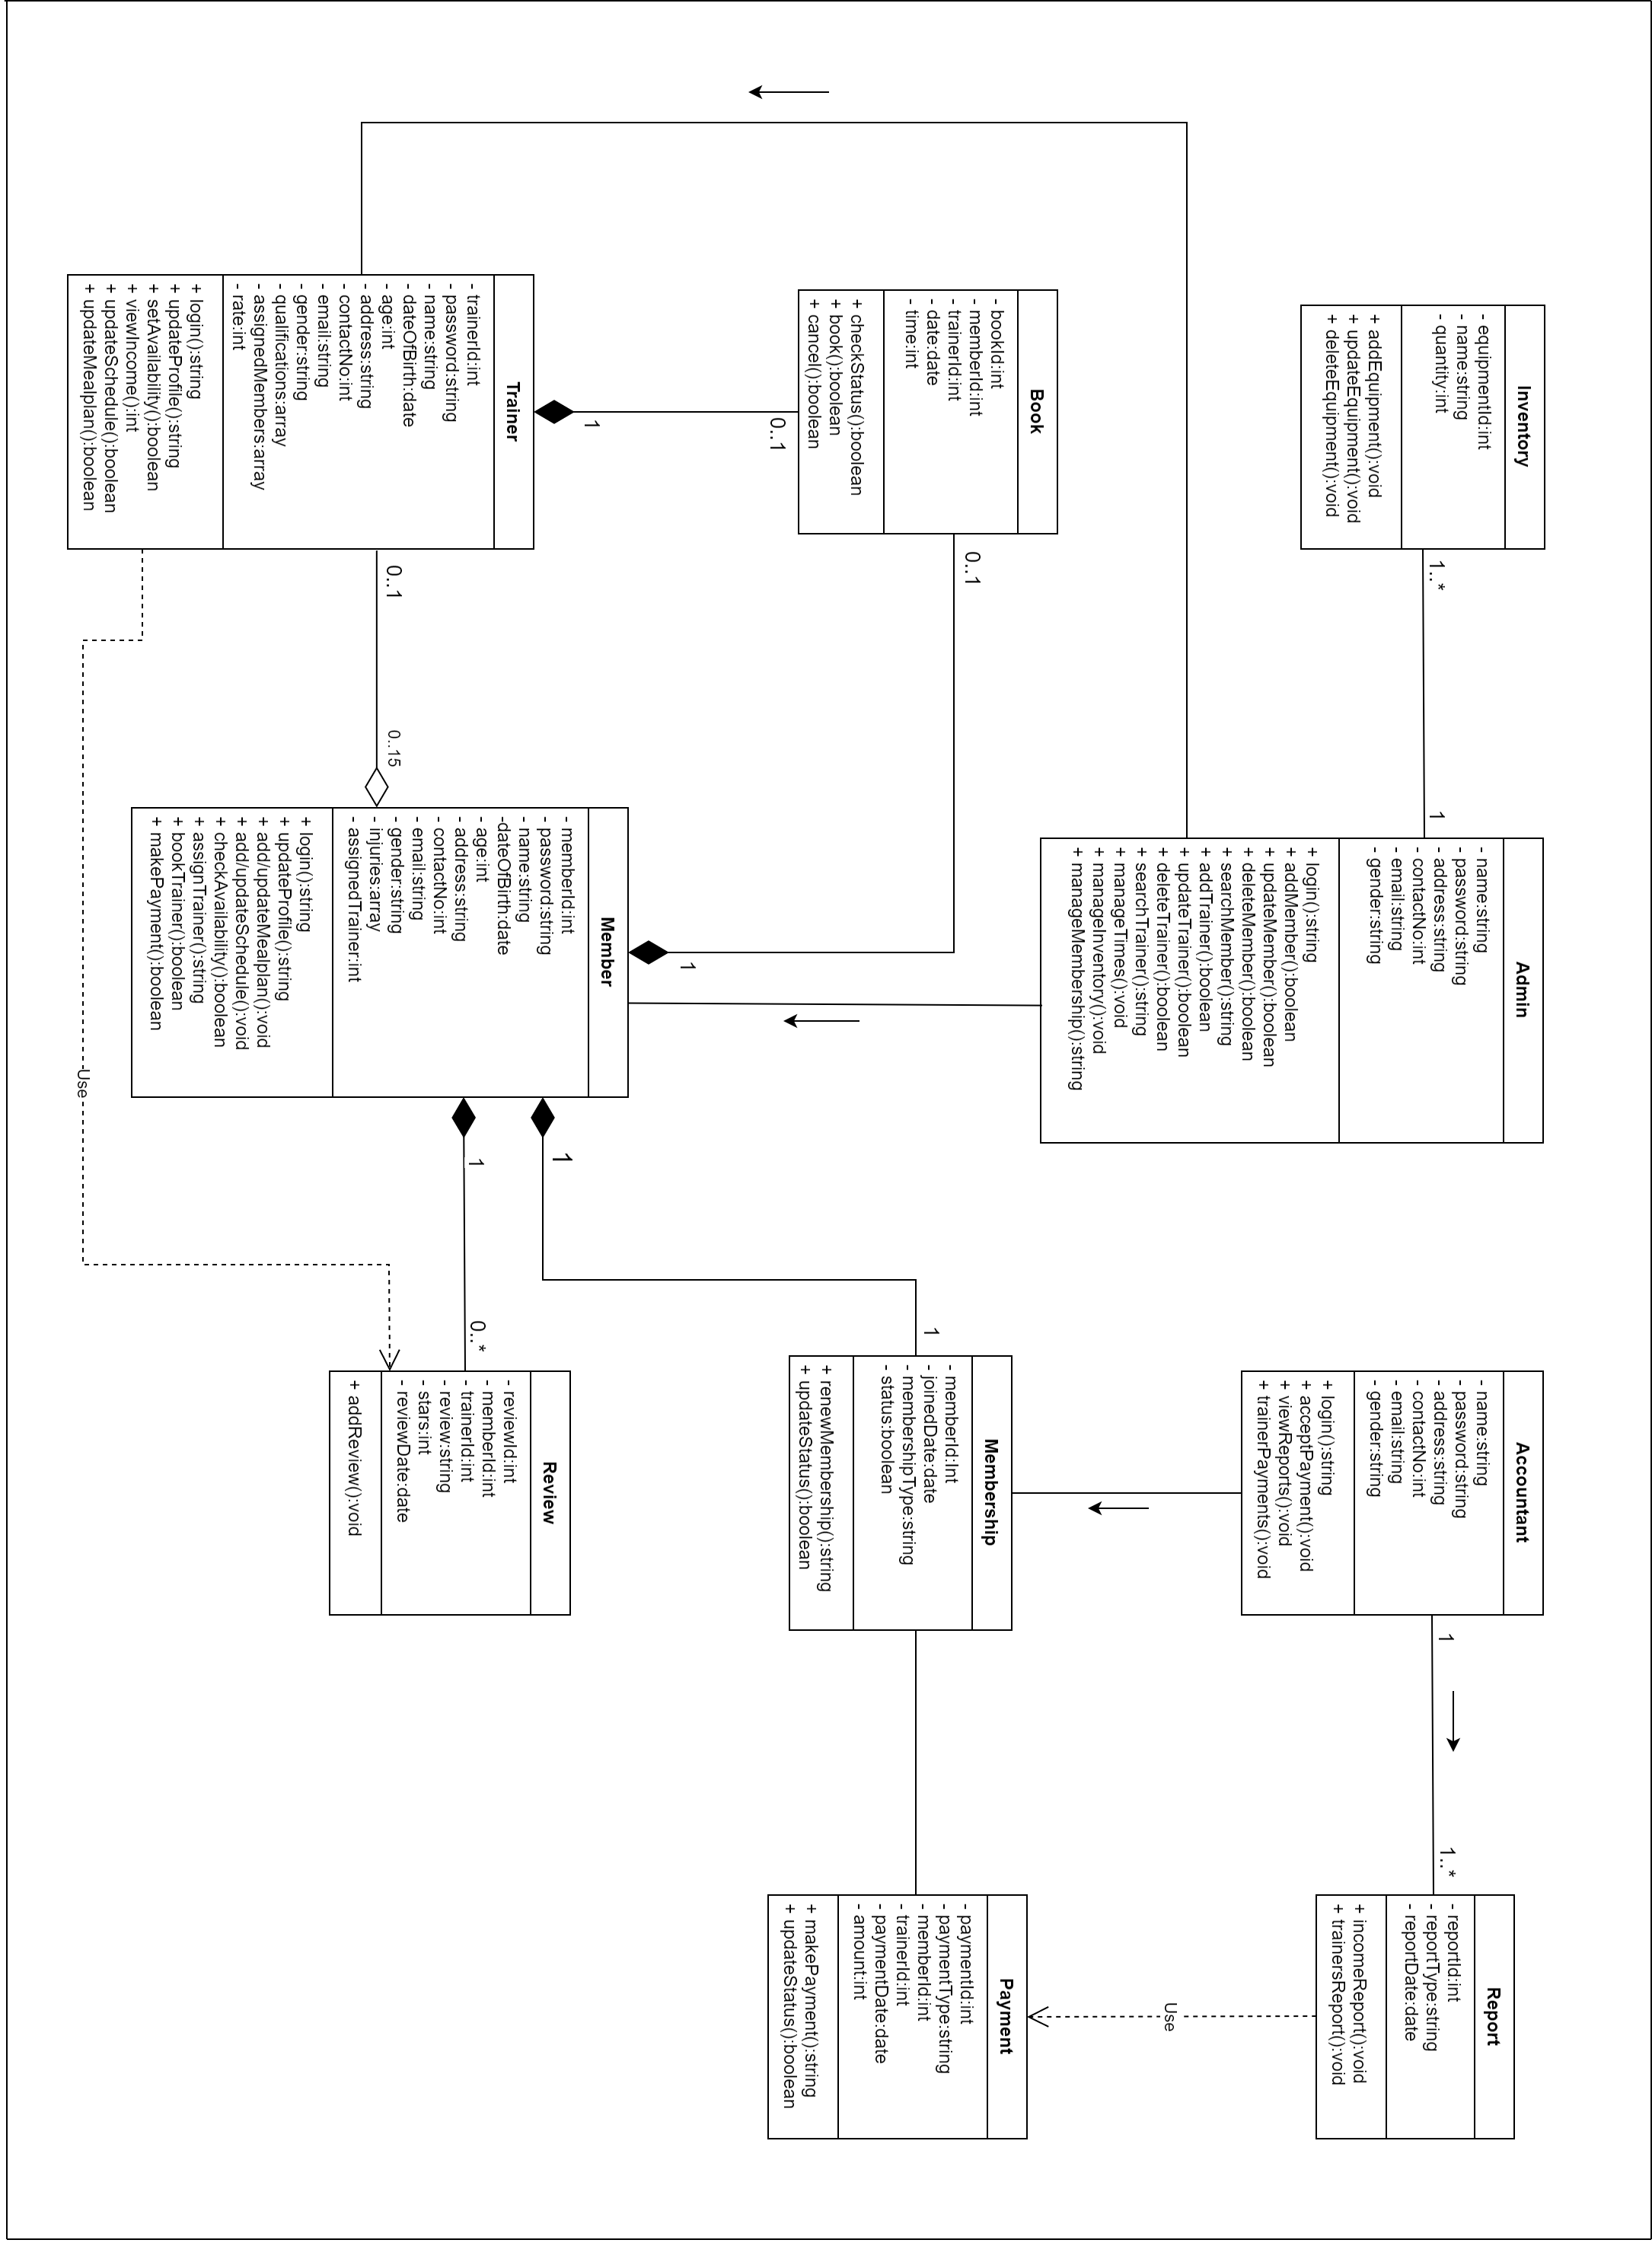 Inventory
- equipmentId:int
- name:string
- quantity:int
+ addEquipment():void
+ updateEquipment():void
+ deleteEquipment():void
1..*
1
Admin
- name:string
- password:string
- address:string
- contactNo:int
- email:string
- gender:string
+ login():string
+ addMember():boolean
+ updateMember():boolean
+ deleteMember():boolean
+ searchMember():string
+ addTrainer():boolean
+ updateTrainer():boolean
+ deleteTrainer():boolean
+ searchTrainer():string
+ manageTimes():void
+ manageInventory():void
+ manageMembership():string
Accountant
- name:string
- password:string
- address:string
- contactNo:int
- email:string
- gender:string
+ login():string
+ acceptPayment():void
+ viewReports():void
+ trainerPayments():void
1
1..*
Report
- reportId:int
- reportType:string
- reportDate:date
+ incomeReport():void
+ trainersReport():void
Use
Book
- bookId:int
- memberId:int
- trainerId:int
- date:date
- time:int
+ checkStatus():boolean
+ book():boolean
+ cancel():boolean
0..1
0..1
1
1
Membership
- memberId:Int
- joinedDate:date
- membershipType:string
- status:boolean
+ renewMembership():string
+ updateStatus():boolean
1
1
Payment
- paymentId:int
- paymentType:string
- memberId:int
- trainerId:int
- paymentDate:date
- amount:int
+ makePayment():string
+ updateStatus():boolean
Trainer
- trainerId:int
- password:string
- name:string
- dateOfBirth:date
- age:int
- address:string
- contactNo:int
- email:string
- gender:string
- qualifications:array
- assignedMembers:array
- rate:int
+ login():string
+ updateProfile():string
+ setAvailability():boolean
+ viewIncome():int
+ updateSchedule():boolean
+ updateMealplan():boolean
0..1
0..15
Member
- memberId:int
- password:string
- name:string
-dateOfBirth:date
- age:int
- address:string
- contactNo:int
- email:string
- gender:string
- injuries:array
- assignedTrainer:int
+ login():string
+ updateProfile():string
+ add/updateMealplan():void
+ add/updateSchedule():void
+ checkAvailability():boolean
+ assignTrainer():string
+ bookTrainer():boolean
+ makePayment():boolean
1
0..*
Review
- reviewId:int
- memberId:int
- trainerId:int
- review:string
- stars:int
- reviewDate:date
+ addReview():void
Use